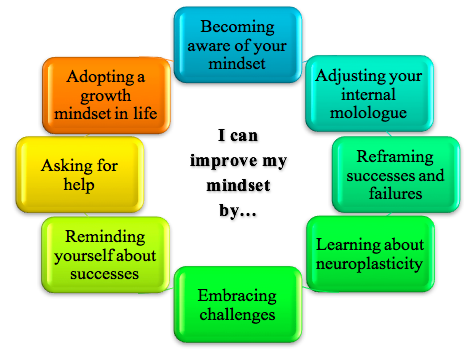 Becoming
aware of your
mindset
Adjusting your
internal
molologue
Reframing
successes and
failures
Learning about
neuroplasticity
Embracing
challenges
Reminding
yourself about
successes
Asking for
help
Adopting a
growth
mindset in life
I can
improve my
mindset
by...